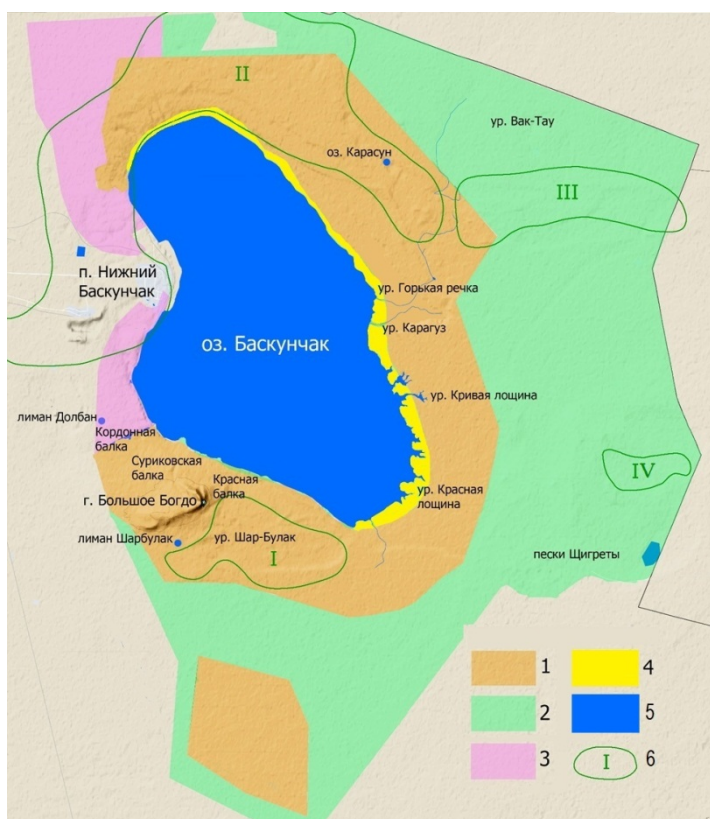 II
ур. Вак-Тау
оз. Карасун
III
п. Нижний
Баскунчак
ур. Горькая речка
ур. Карагуз
оз. Баскунчак
ур. Кривая лощина
лиман Долбан
Кордонная
балка
Суриковская
балка
Красная
балка
IV
г. Большое Богдо
ур. Красная
лощина
лиман Шарбулак
ур. Шар-Булак
I
пески Щигреты
1
4
2
5
3
I
6